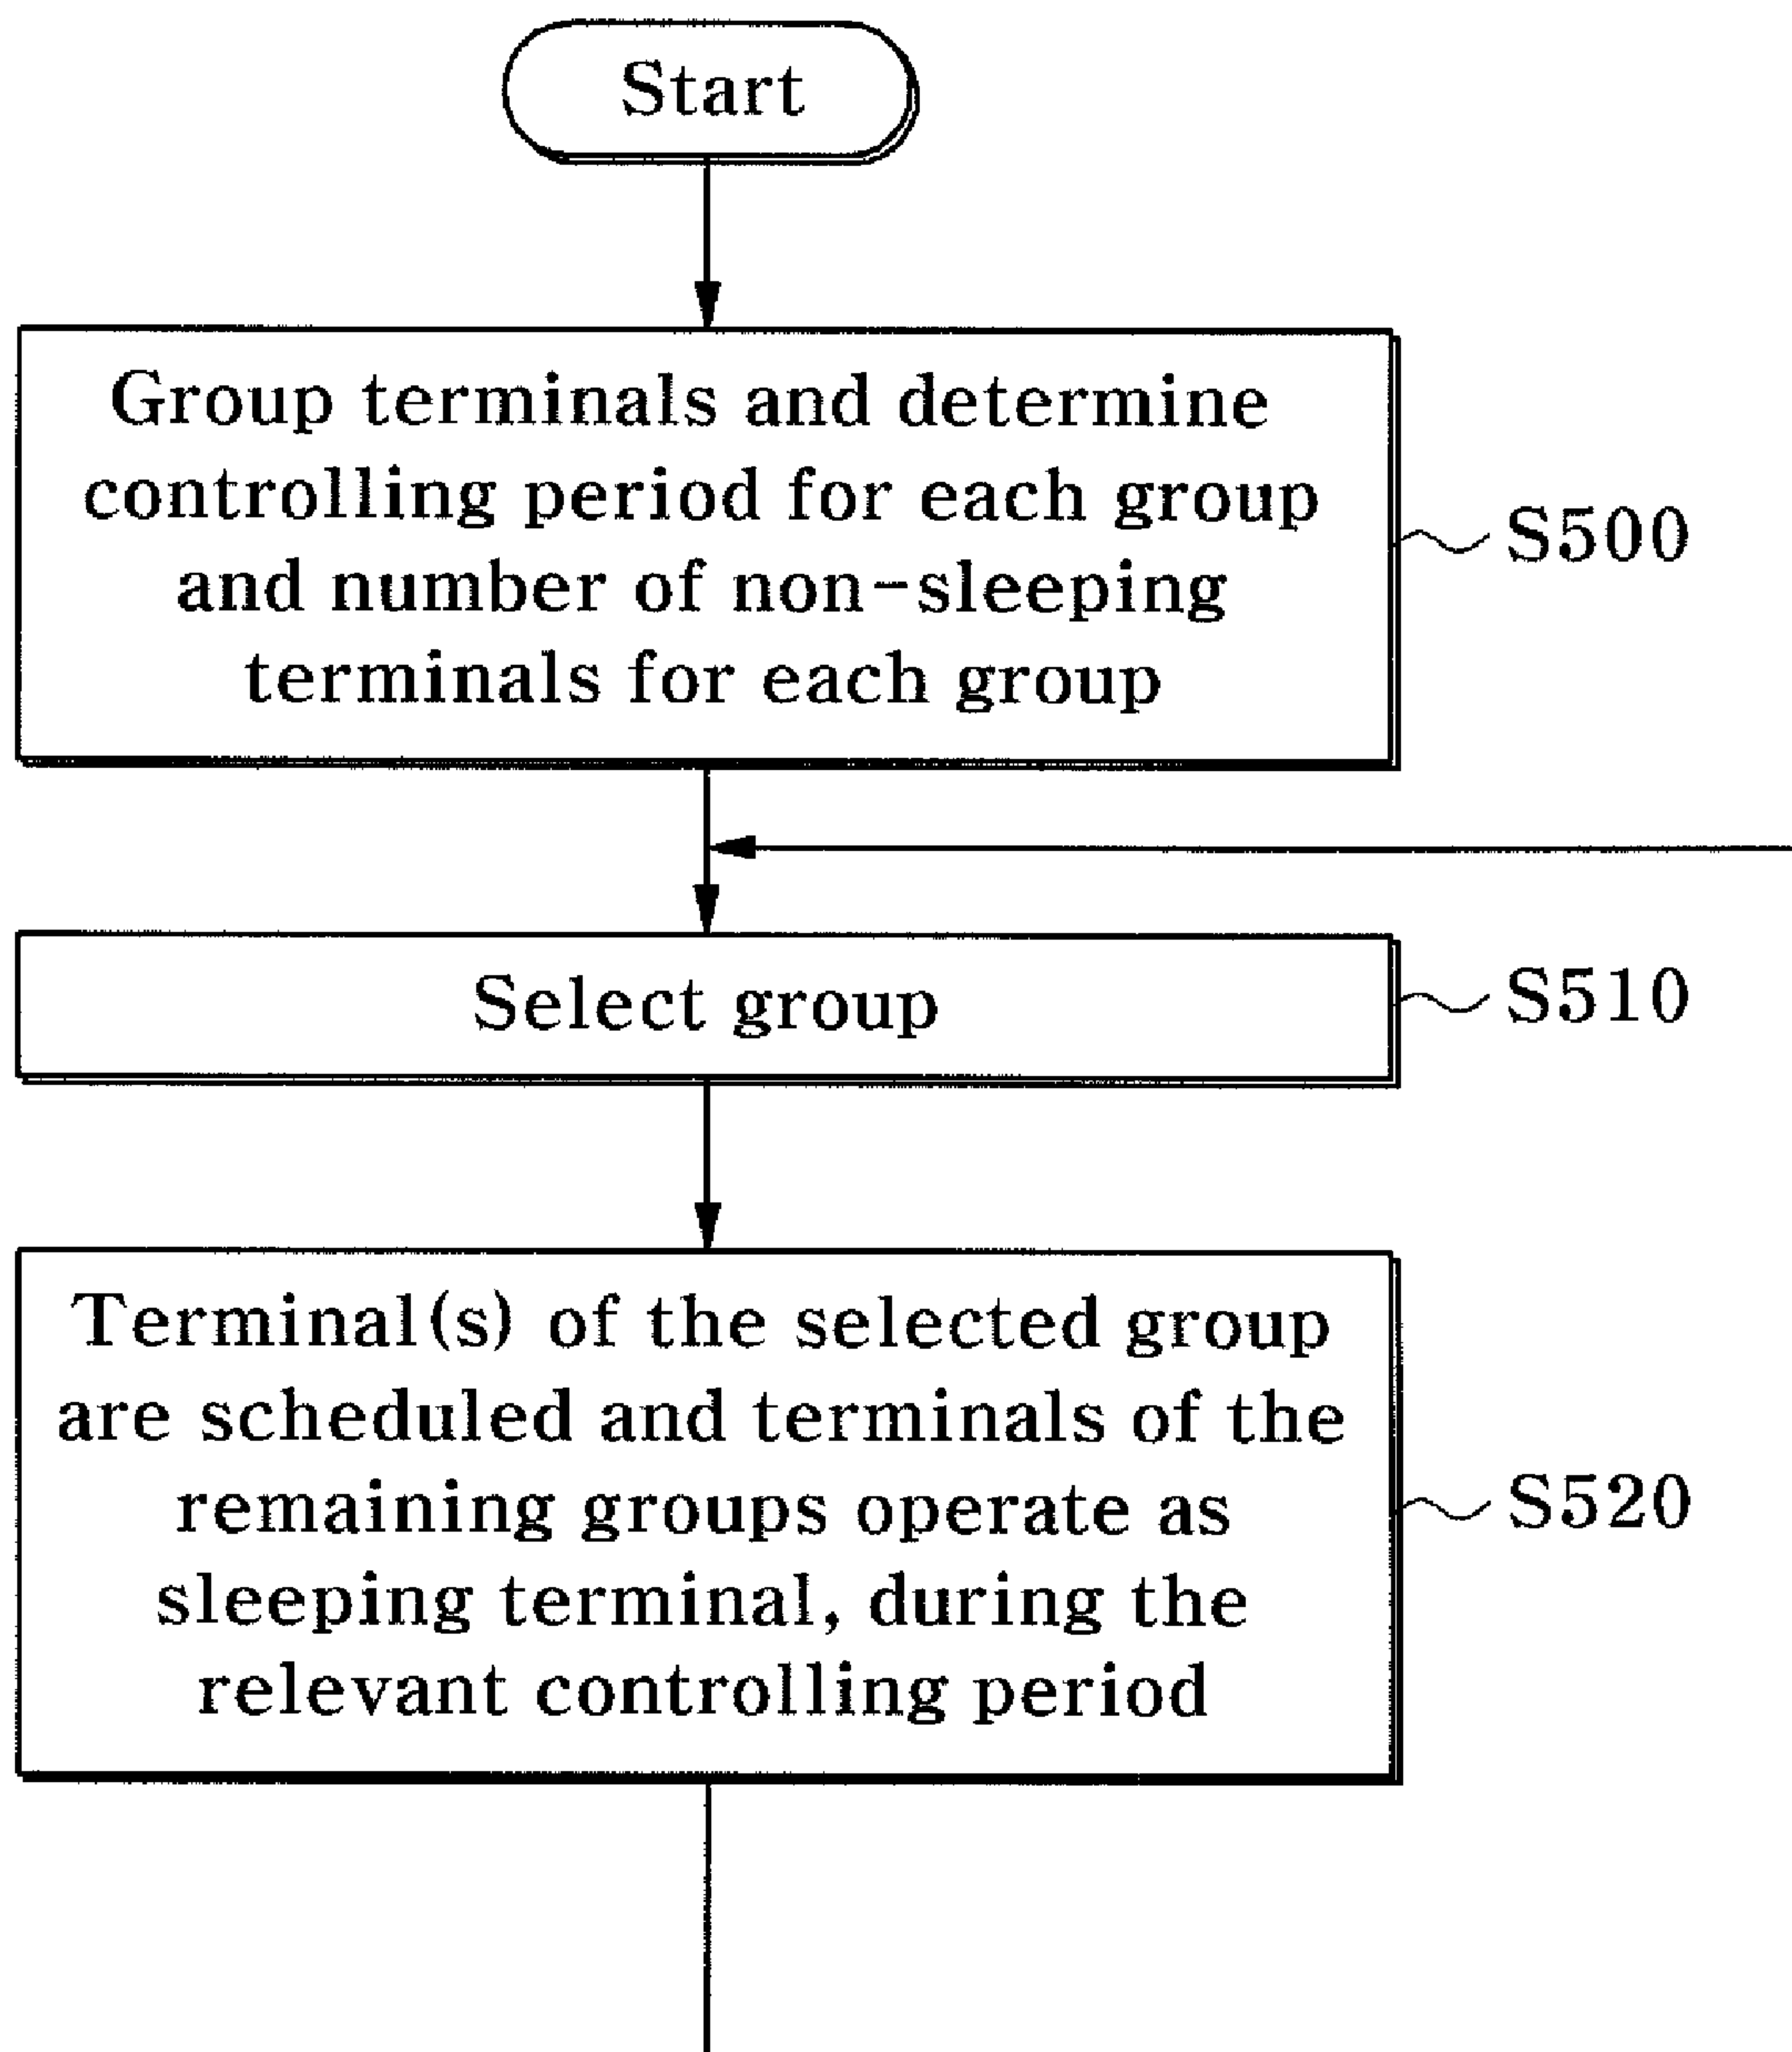 Start
Group terminals and determine
controlling period for each group
and number of non-sleeping
terminals for each group
S500
Select group
S510
Terminal(s) of the selected group
are scheduled and terminals of the
remaining groups operate as
sleeping terminal, during the
relevant controlling period
S520